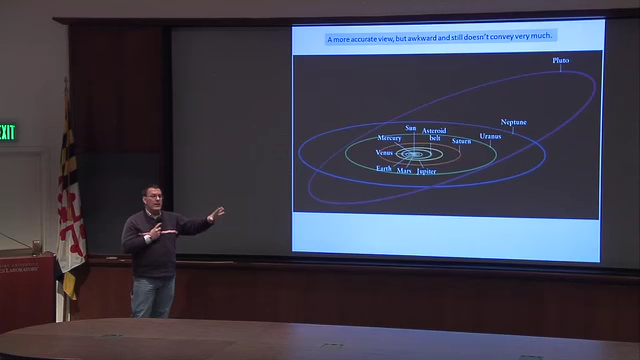 A more accurate view, but awkward and still doesn't convey very much.
Pluto
Neptune
Sun
Asteroid
belt
Mercury
Saturn
Uranus
Venus
Earth
Mars
Jupiter
EXIT
LABORATORY